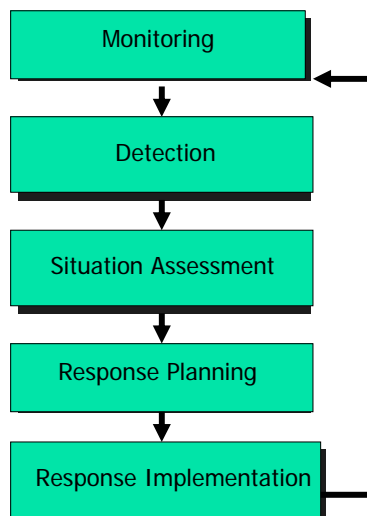 Monitoring
Detection
Situation Assessment
Response Planning
Response Implementation